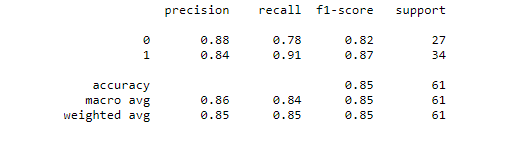 precision recall f1-score support
0 0.88 0.78 0.82 27
1 0.84 0.91 0.87 34
accuracy 0.85 61
macro avg 0.86 0.84 0.85 61
weighted avg 0.85 0.85 0.85 61